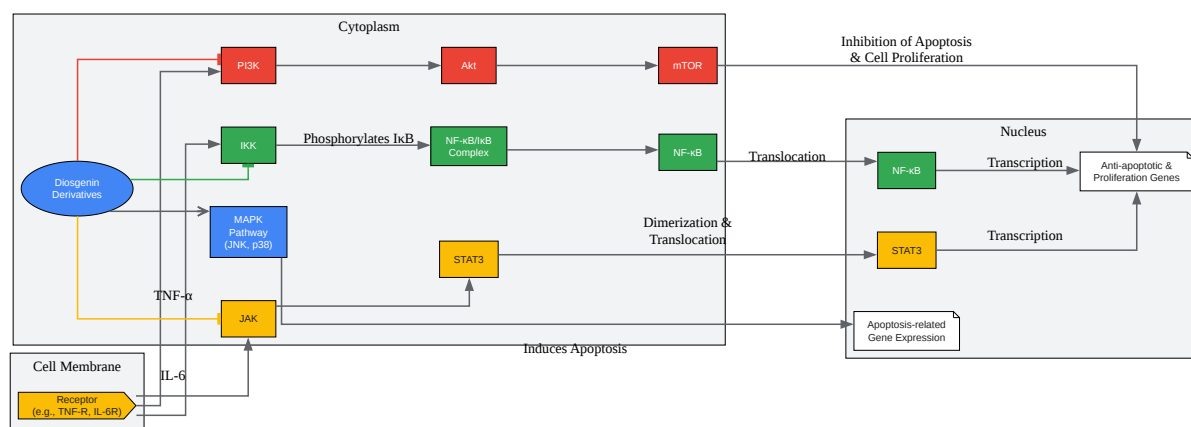 Cytoplasm
PI3K
Akt
mTOR
Inhibition of Apoptosis
& Cell Proliferation
IKK
Phosphorylates IκB
NF-κB/IκB
Complex
NF-κB
Translocation
Nucleus
NF-κB
Transcription
Anti-apoptotic &
Proliferation Genes
Diosgenin
Derivatives
MAPK
Pathway
(JNK, p38)
STAT3
Dimerization &
Translocation
STAT3
Transcription
TNF-α
JAK
Apoptosis-related
Gene Expression
Induces Apoptosis
Cell Membrane
IL-6
Receptor
(e.g., TNF-R, IL-6R)